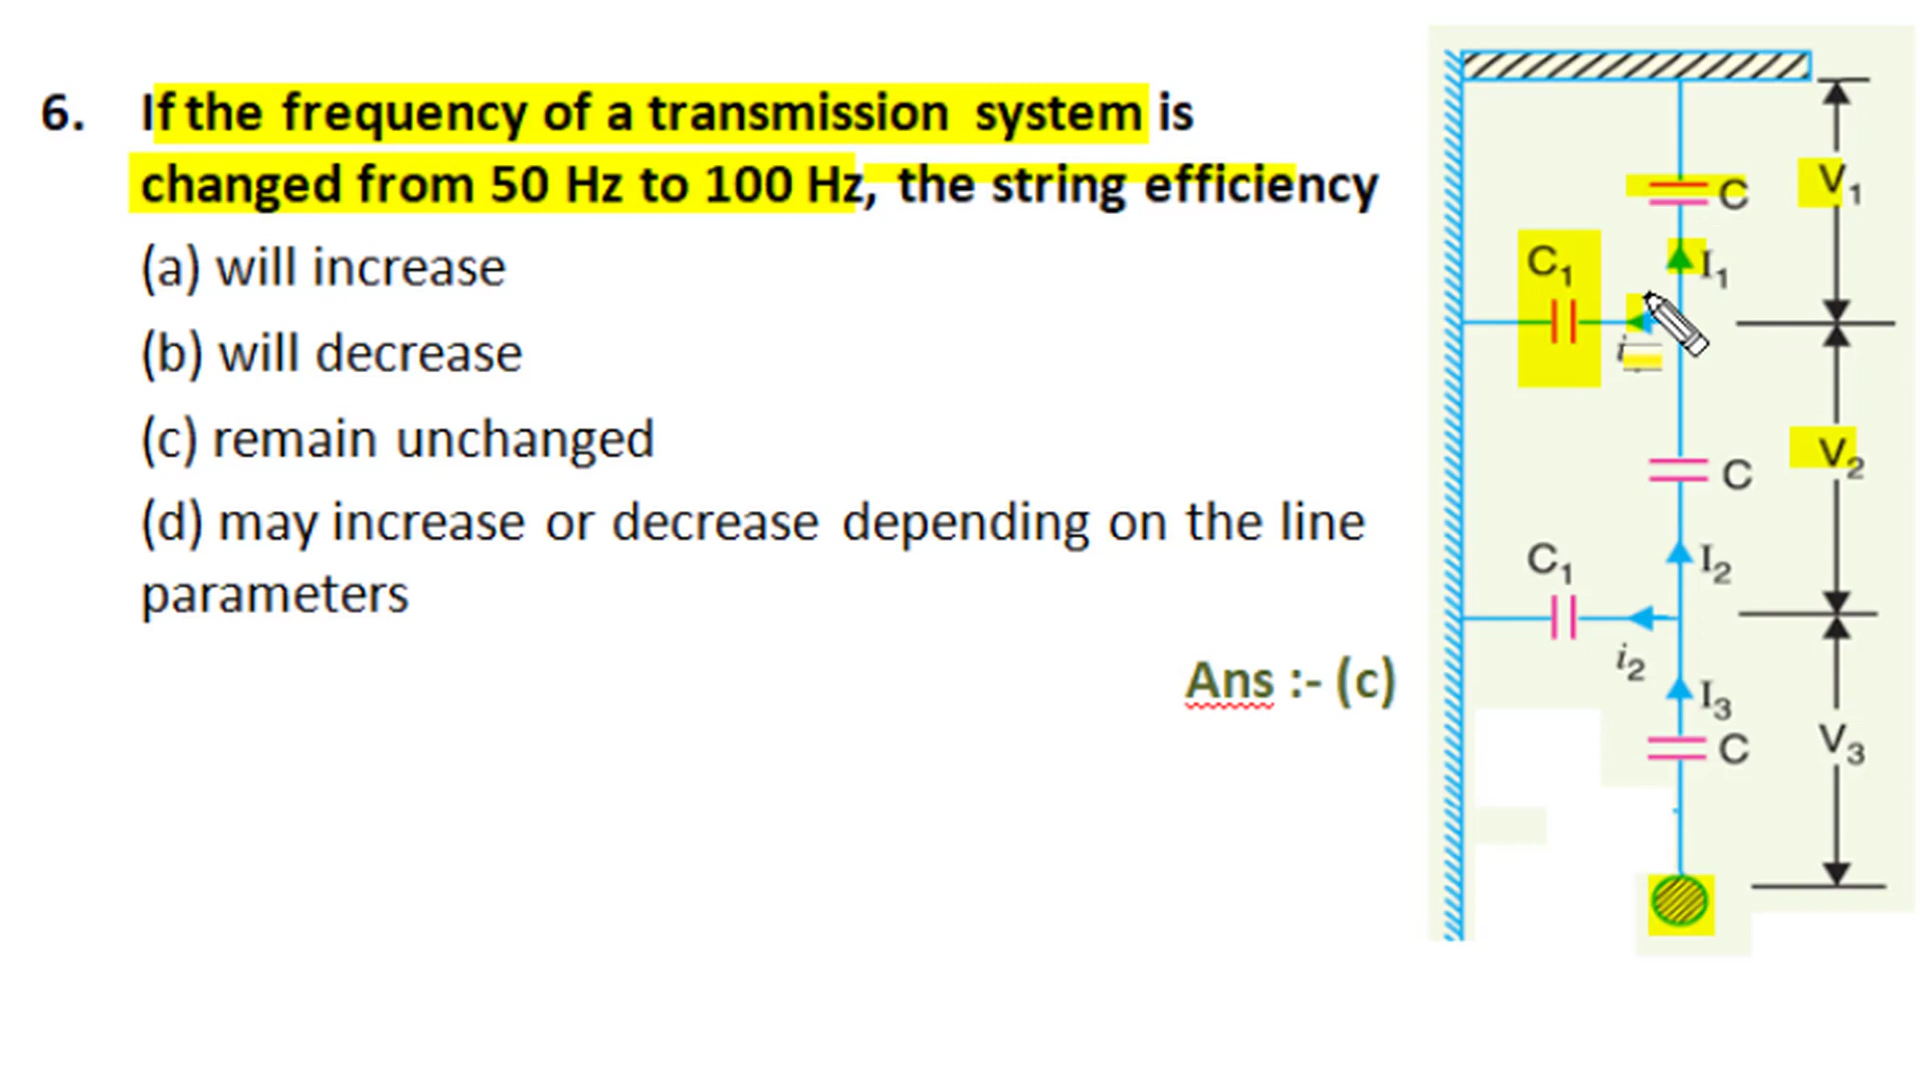 6. If the frequency of a transmission system is
changed from 50 Hz to 100 Hz, the string efficiency
(a) will increase
(b) will decrease
(c) remain unchanged
(d) may increase or decrease depending on the line
parameters
Ans :- (c)
C
V1
C1
I1
i
C
V2
C1
I2
i2
I3
C
V3